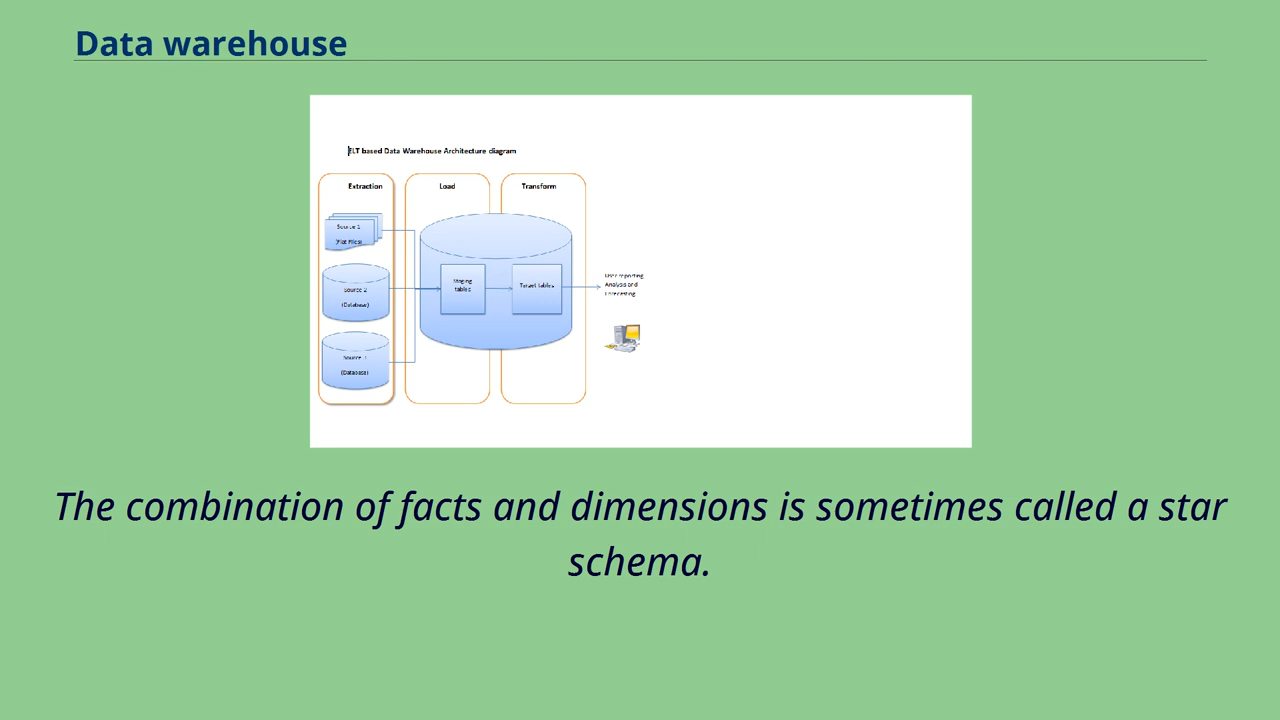 Data warehouse
ELT based Data Warehouse Architecture diagram
Extraction
Load
Transform
Source 1
(Flat Files)
Source 2
(Database)
Source 3
(Database)
Staging
tables
Target tables
User reporting
Analysis and
Forecasting
The combination of facts and dimensions is sometimes called a star
schema.